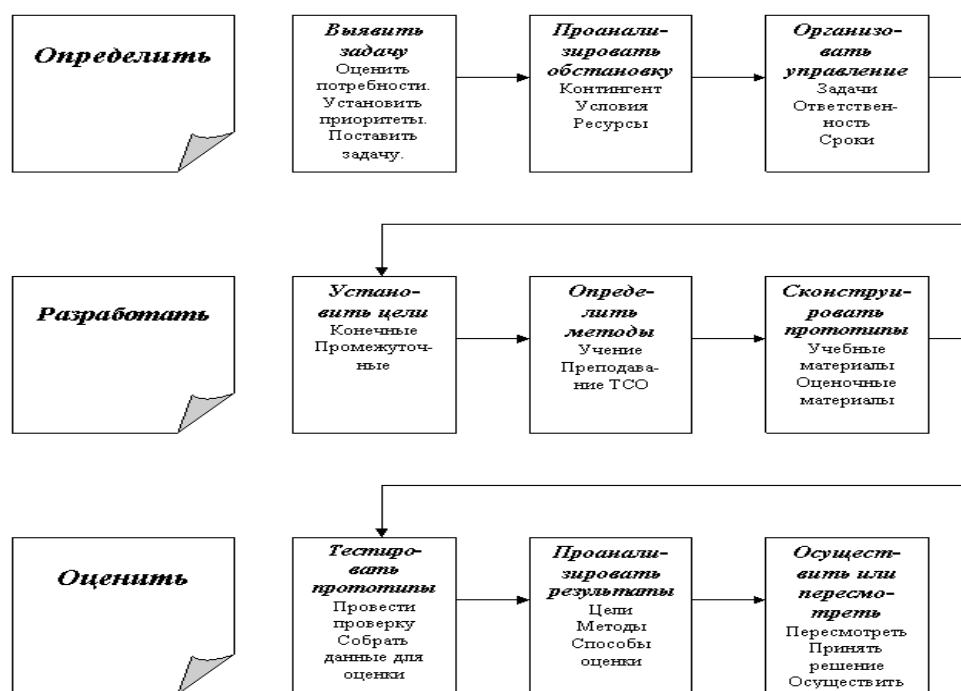 Определить
Выявить
задачу
Оценить
потребности.
Установить
приоритеты.
Поставить
задачу.
Проанали-
зировать
обстановку
Контингент
Условия
Ресурсы
Организо-
вать
управление
Задачи
Ответствен-
ность
Сроки
Разработать
Устано-
вить цели
Конечные
Промежуточ-
ные
Опреде-
лить
методы
Учение
Преподава-
ние ТСО
Сконструи-
ровать
прототипы
Учебные
материалы
Оценочные
материалы
Оценить
Тестиро-
вать
прототипы
Провести
проверку
Собрать
данные для
оценки
Проанали-
зировать
результаты
Цели
Методы
Способы
оценки
Осущест-
вить или
пересмо-
треть
Пересмотреть
Принять
решение
Осуществить